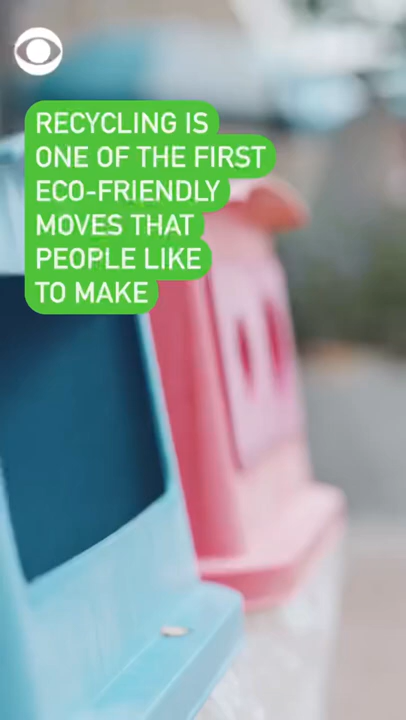 RECYCLING IS
ONE OF THE FIRST
ECO-FRIENDLY
MOVES THAT
PEOPLE LIKE
TO MAKE